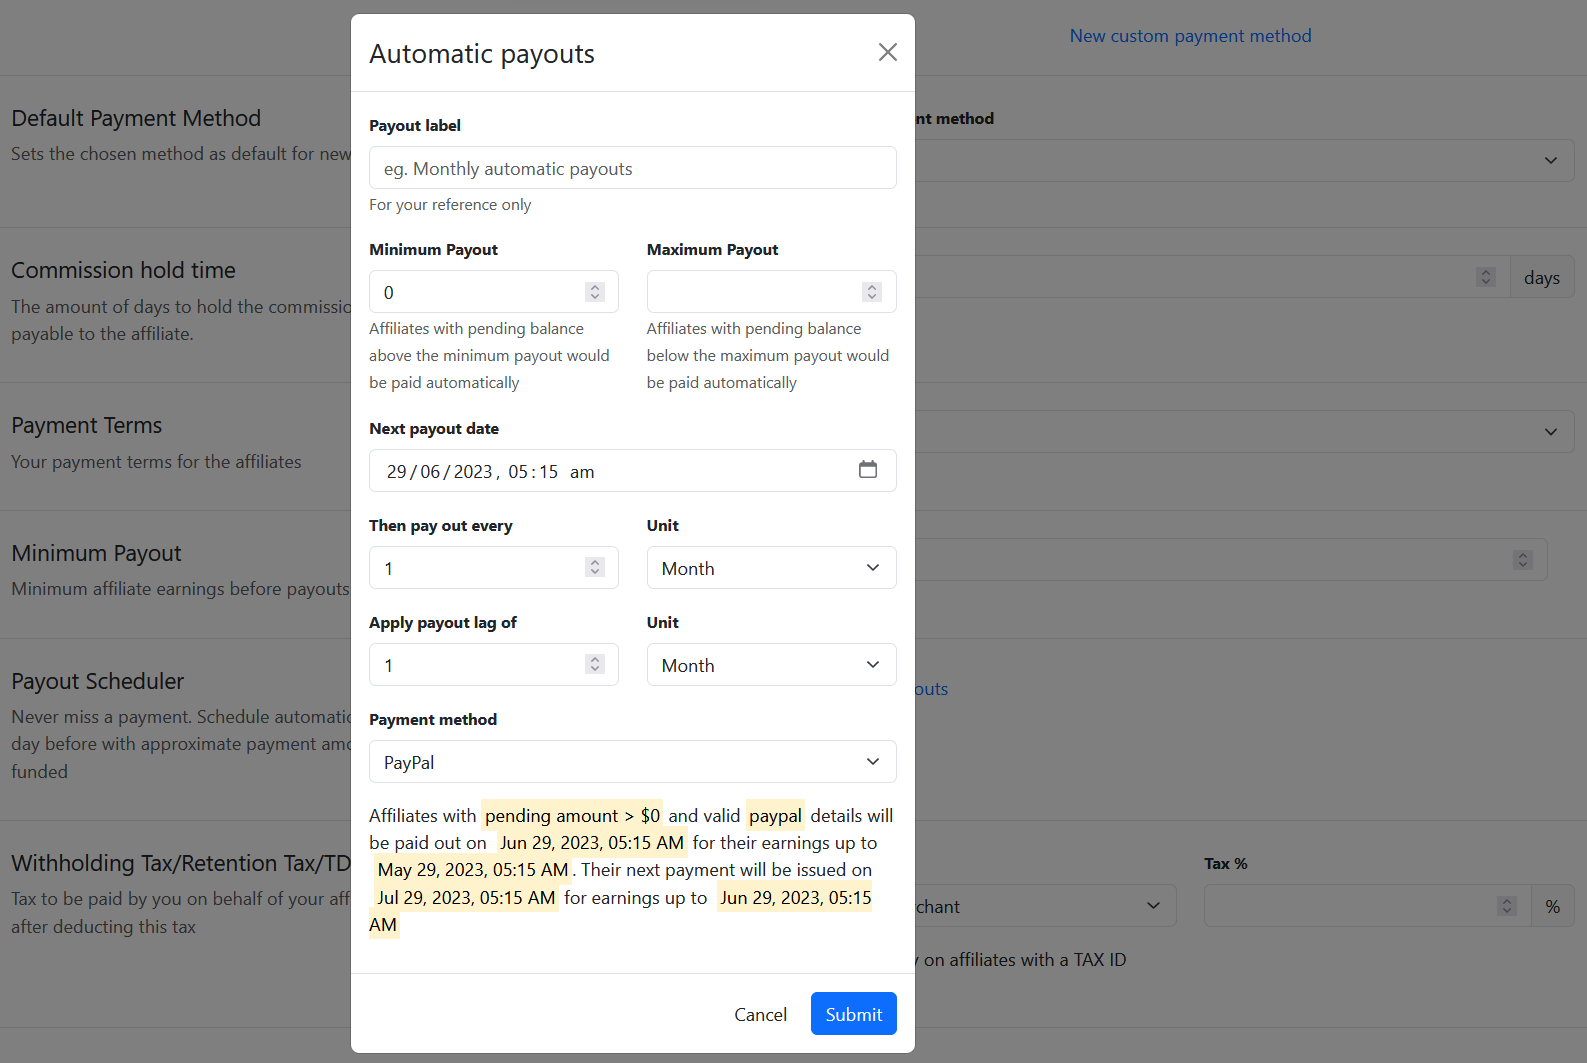 New custom payment method
Automatic payouts
Default Payment Method
Sets the chosen method as default for new
nt method
Commission hold time
The amount of days to hold the commissio
payable to the affiliate.
days
Payment Terms
Your payment terms for the affiliates
Minimum Payout
Minimum affiliate earnings before payouts
Payout Scheduler
Never miss a payment. Schedule automatic
day before with approximate payment amo
funded
outs
Withholding Tax/Retention Tax/TD
Tax to be paid by you on behalf of your aff
after deducting this tax
chant
Tax %
%
y on affiliates with a TAX ID
Payout label
eg. Monthly automatic payouts
For your reference only
Minimum Payout
Maximum Payout
0
Affiliates with pending balance
above the minimum payout would
be paid automatically
Affiliates with pending balance
below the maximum payout would
be paid automatically
Next payout date
29/06/2023, 05:15 am
Then pay out every
Unit
1
Month
Apply payout lag of
Unit
1
Month
Payment method
PayPal
Affiliates with pending amount > $0 and valid paypal details will
be paid out on Jun 29, 2023, 05:15 AM for their earnings up to
May 29, 2023, 05:15 AM. Their next payment will be issued on
Jul 29, 2023, 05:15 AM for earnings up to Jun 29, 2023, 05:15
AM
Cancel
Submit